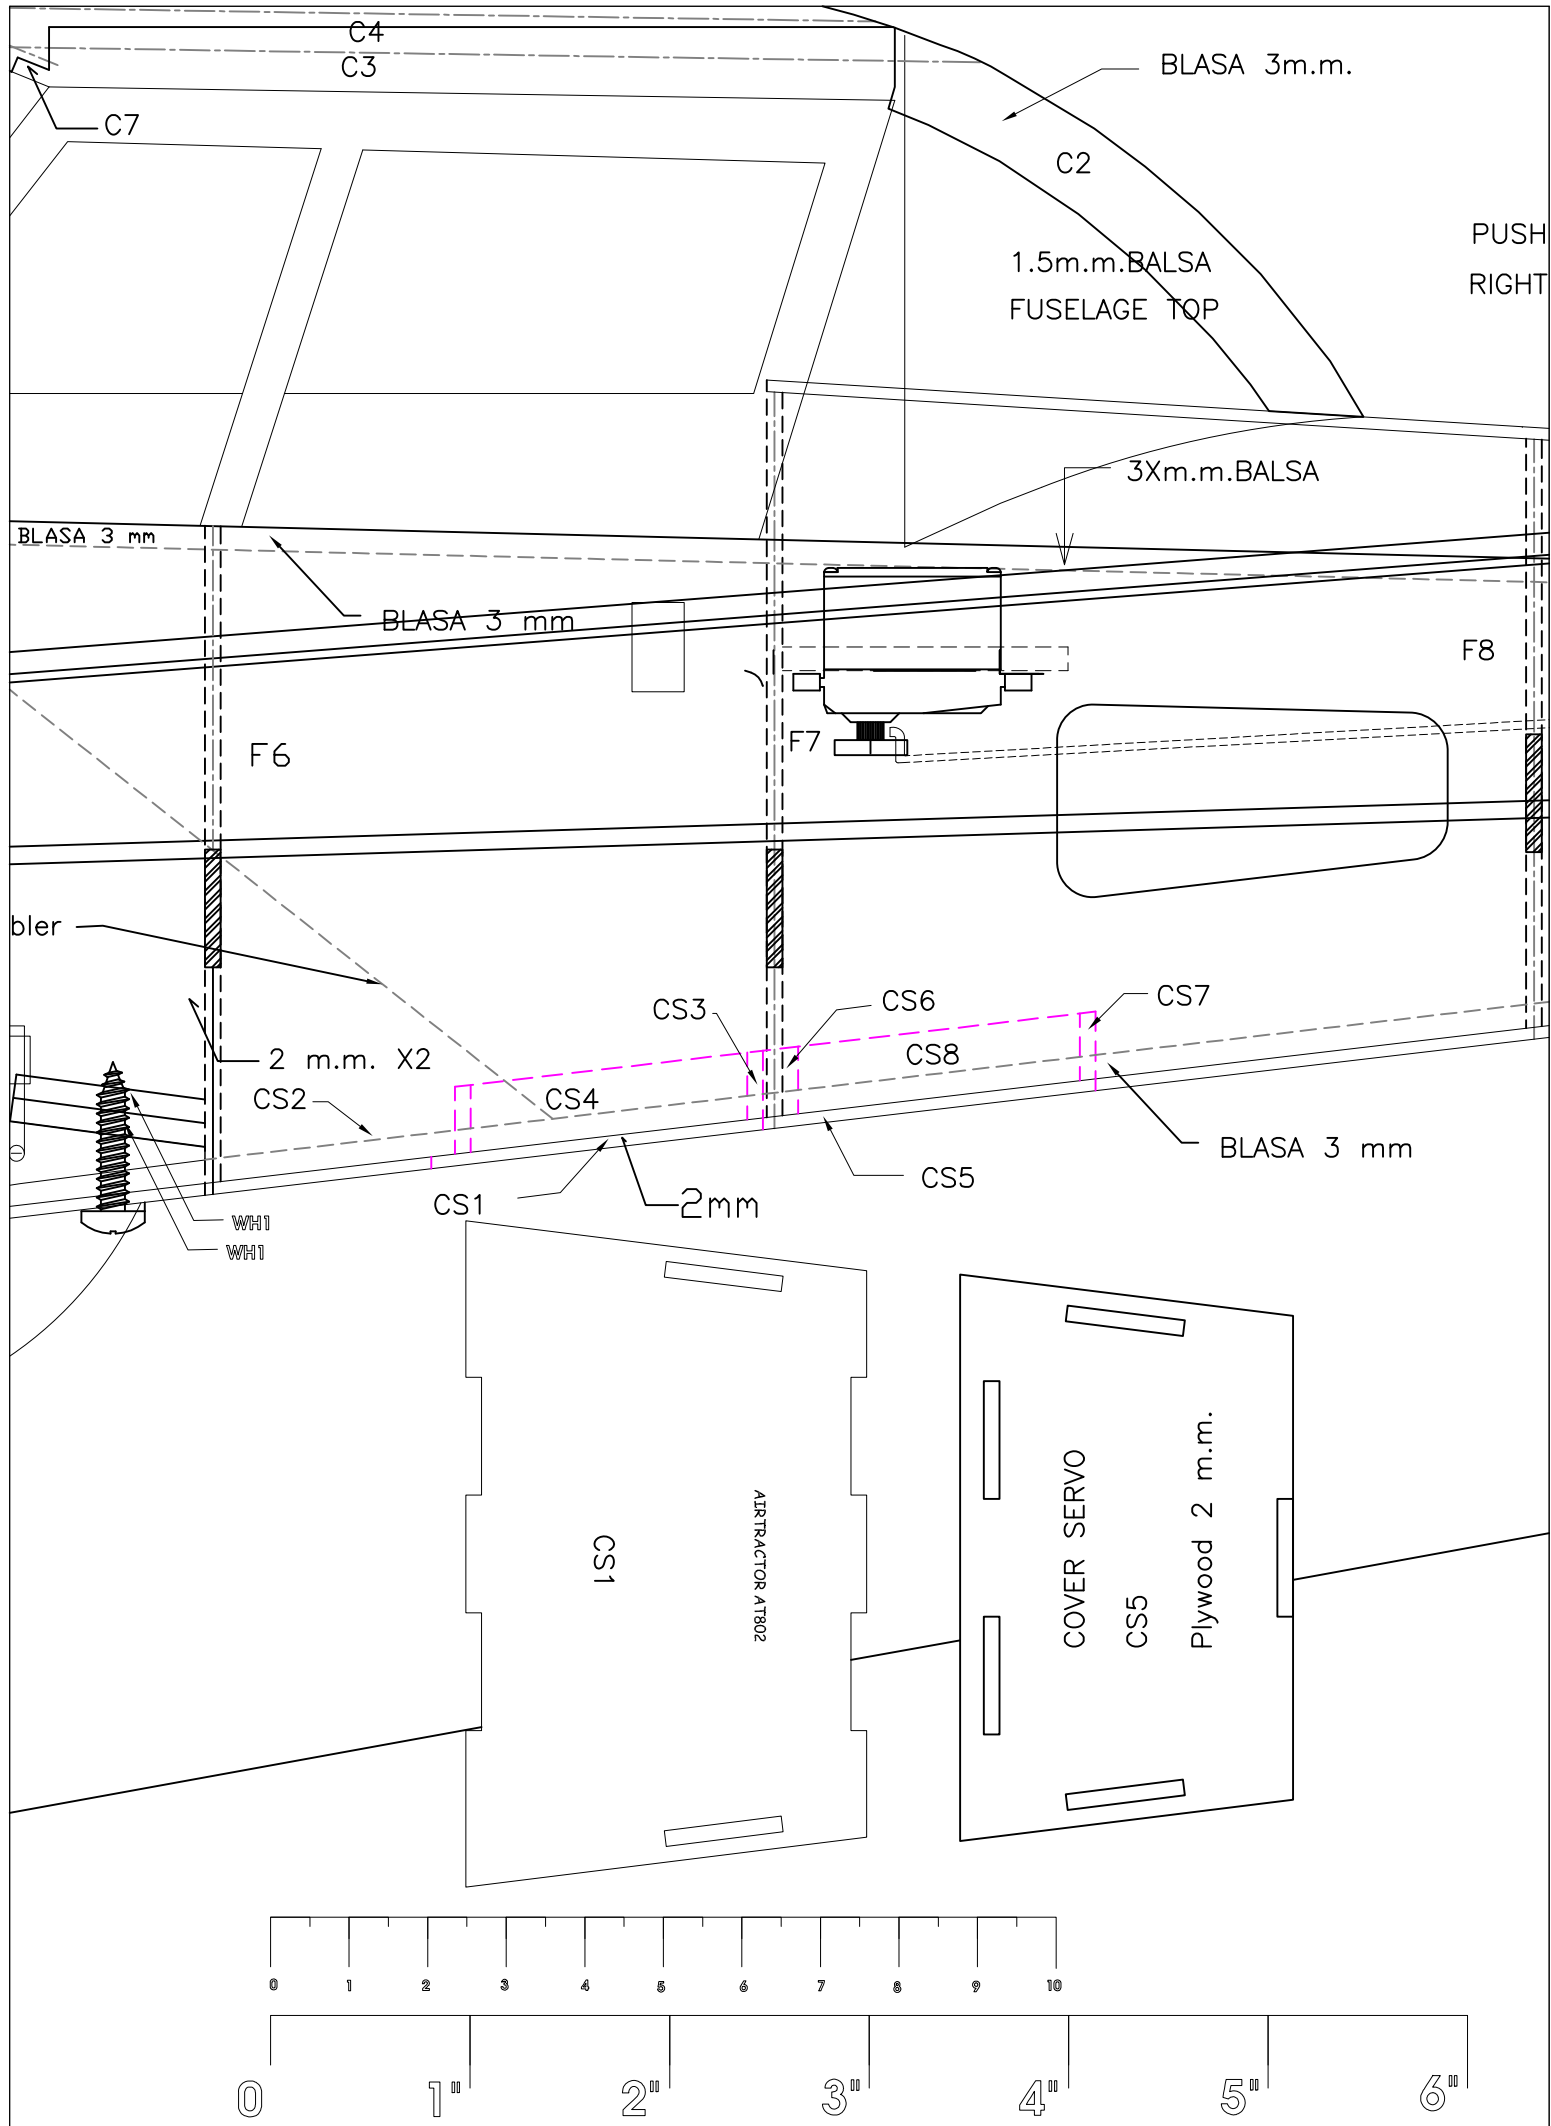 C4
C3
BLASA 3m.m.
C7
C2
PUSH
1.5m.m.BALSA
RIGHT
FUSELAGE TOP
3Xm.m.BALSA
BLASA 3 mm
BLASA 3 mm
F8
F7
F6
bler
CS3
CS6
CS7
2 m.m. X2
CS8
CS2
CS4
BLASA 3 mm
CS5
CS1
2mm
WH1
WH1
CS1
AIRTRACTOR AT802
COVER SERVO
CS5
Plywood 2 m.m.
0 1 2 3 4 5 6 7 8 9 10
0 1" 2" 3" 4" 5" 6"